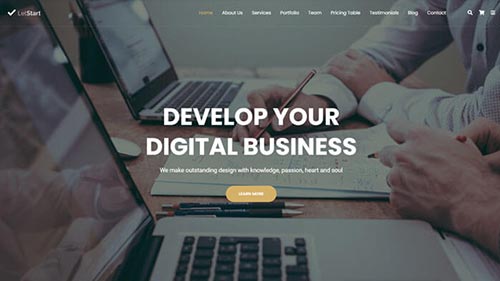 LetStart
Home About Us Services Portfolio Team Pricing Table Testimonials Blog Contact
DEVELOP YOUR
DIGITAL BUSINESS
We make outstanding design with knowledge, passion, heart and soul
LEARN MORE